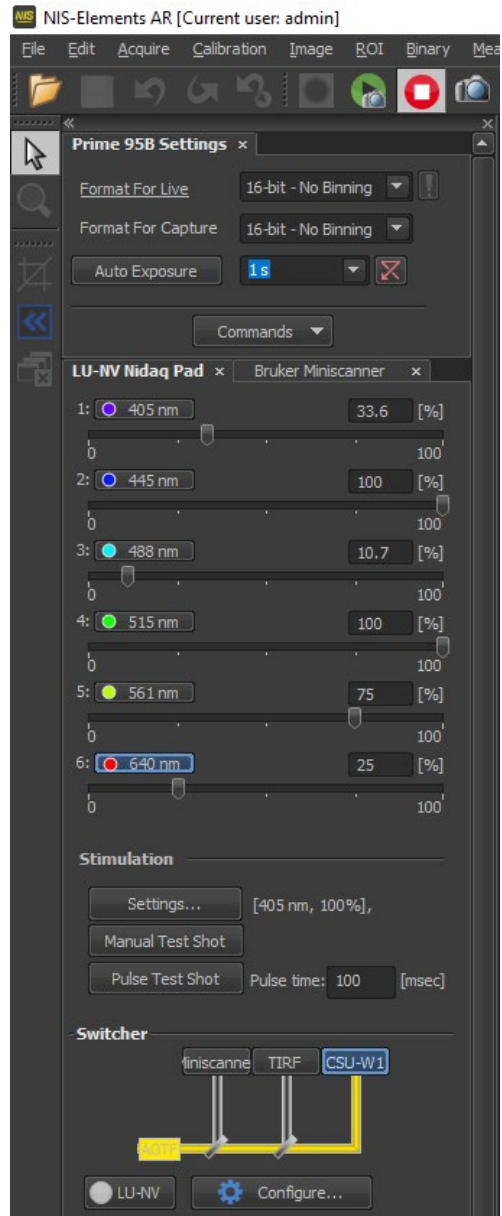 NIS NIS-Elements AR [Current user: admin]
File Edit Acquire Calibration Image ROI Binary Mea
Prime 95B Settings ×
Format For Live 16-bit - No Binning
Format For Capture 16-bit - No Binning
Auto Exposure 1 s
Commands
LU-NV Nidaq Pad × Bruker Miniscanner ×
1: 405 nm 33.6 [%]
0 100
2: 445 nm 100 [%]
0 100
3: 488 nm 10.7 [%]
0 100
4: 515 nm 100 [%]
0 100
5: 561 nm 75 [%]
0 100
6: 640 nm 25 [%]
0 100
Stimulation
Settings... [405 nm, 100%],
Manual Test Shot
Pulse Test Shot Pulse time: 100 [msec]
Switcher
Miniscanne TIRF CSU-W1
AOTF
LU-NV Configure...